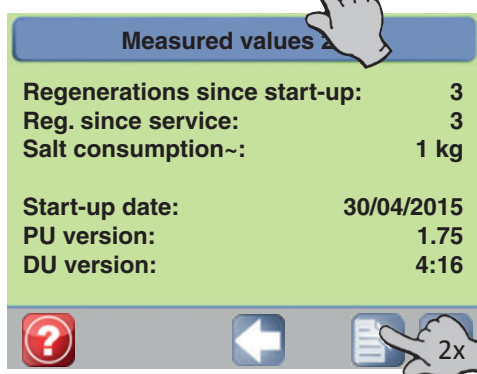 Measured values 2
Regenerations since start-up: 3
Reg. since service: 3
Salt consumption~: 1 kg
Start-up date: 30/04/2015
PU version: 1.75
DU version: 4:16
?
2x